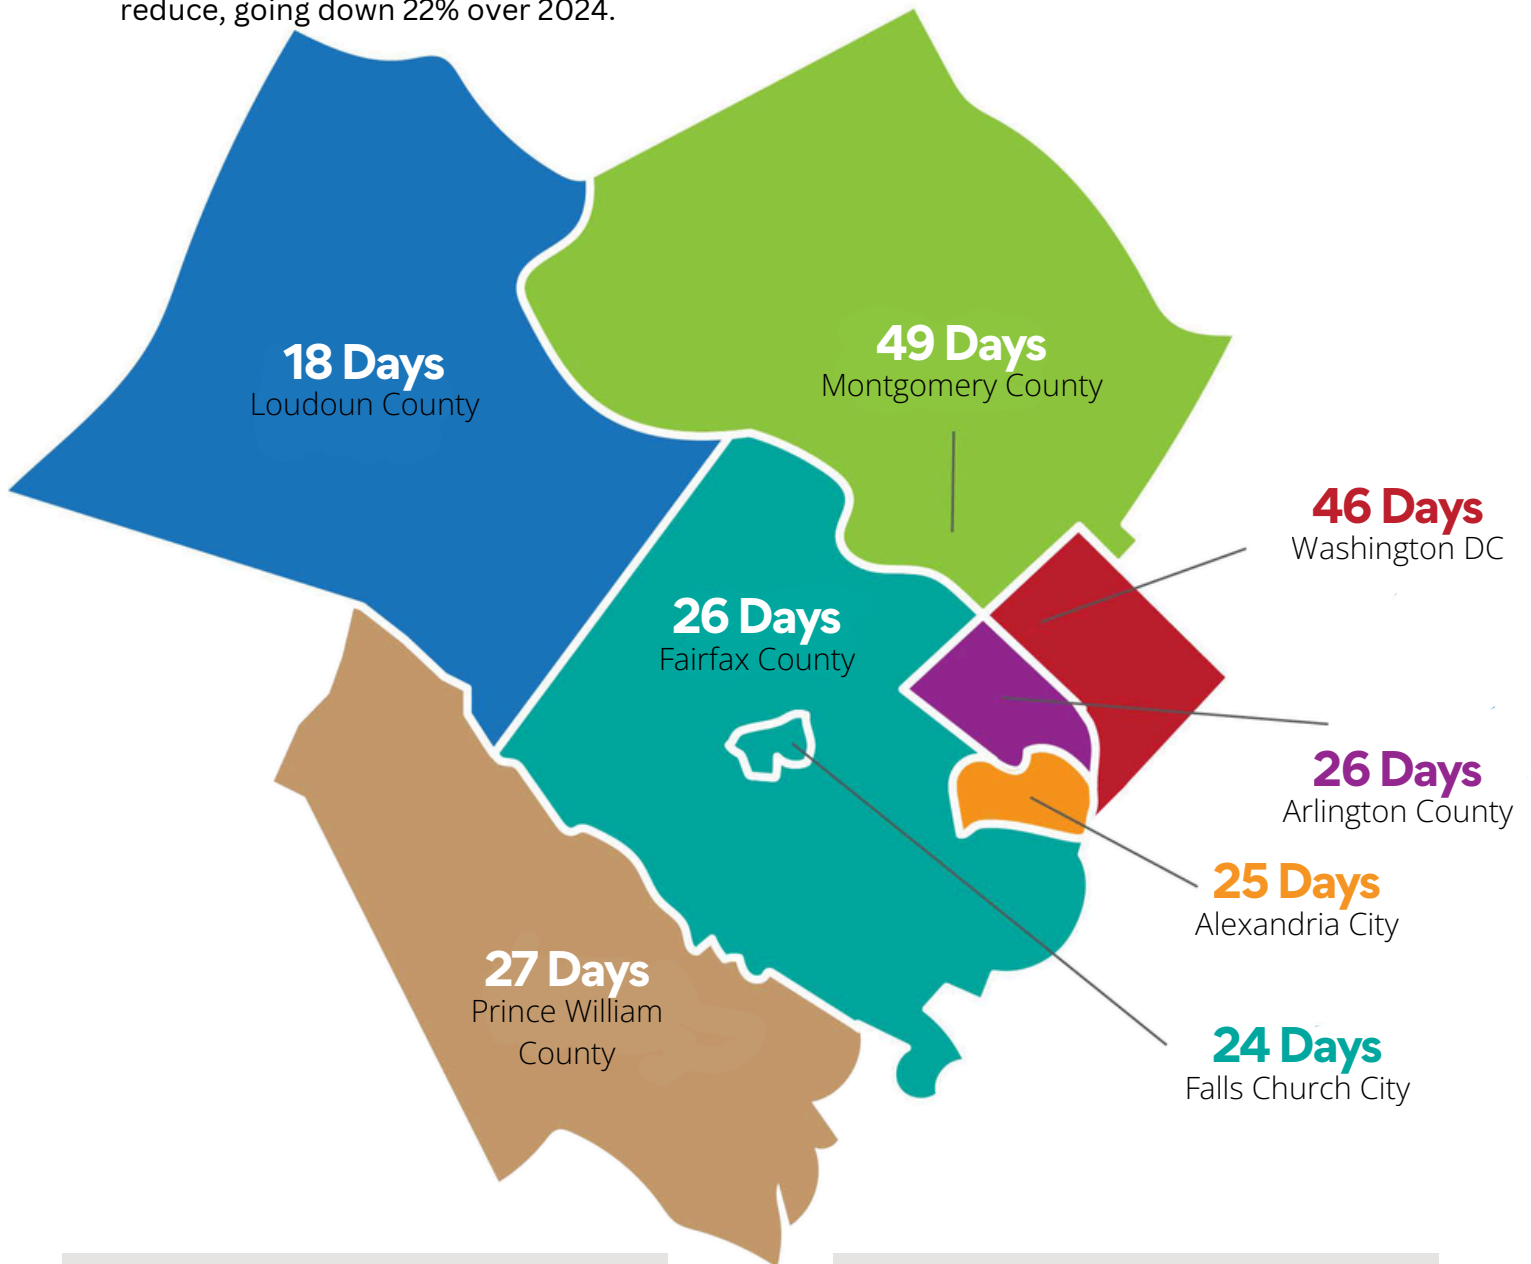 reduce, going down 22% over 2024.
49 Days
Montgomery County
18 Days
Loudoun County
46 Days
Washington DC
26 Days
Fairfax County
26 Days
Arlington County
25 Days
Alexandria City
27 Days
Prince William
County
24 Days
Falls Church City